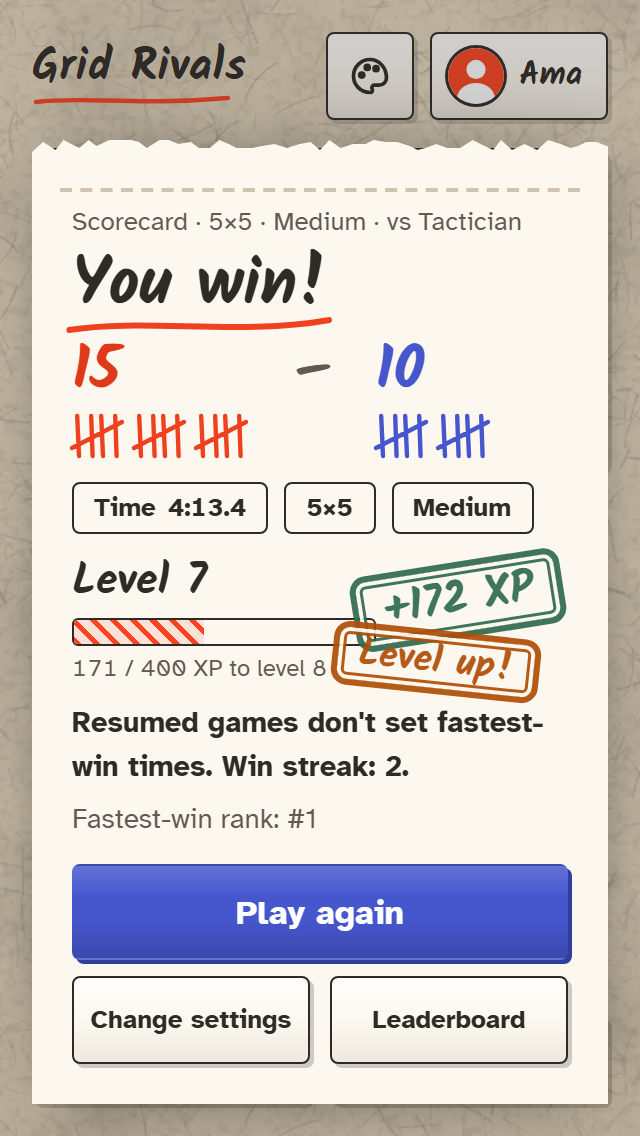 Grid Rivals
Ama
Scorecard · 5×5 · Medium · vs Tactician
You win!
15 – 10
Time 4:13.4 5×5 Medium
Level 7
+172 XP
Level up!
171 / 400 XP to level 8
Resumed games don't set fastest-
win times. Win streak: 2.
Fastest-win rank: #1
Play again
Change settings Leaderboard